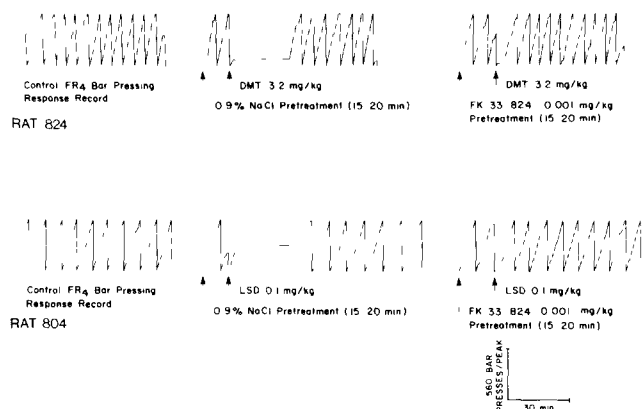 Control FR4 Bar Pressing
Response Record
RAT 824
DMT 3.2 mg/kg
0.9% NaCl Pretreatment (15 20 min)
DMT 3.2 mg/kg
FK 33 824 0.001 mg/kg
Pretreatment (15 20 min)
Control FR4 Bar Pressing
Response Record
RAT 804
LSD 0.1 mg/kg
0.9% NaCl Pretreatment (15 20 min)
LSD 0.1 mg/kg
FK 33 824 0.001 mg/kg
Pretreatment (15 20 min)
560 BAR
PRESSES/PEAK
30 min